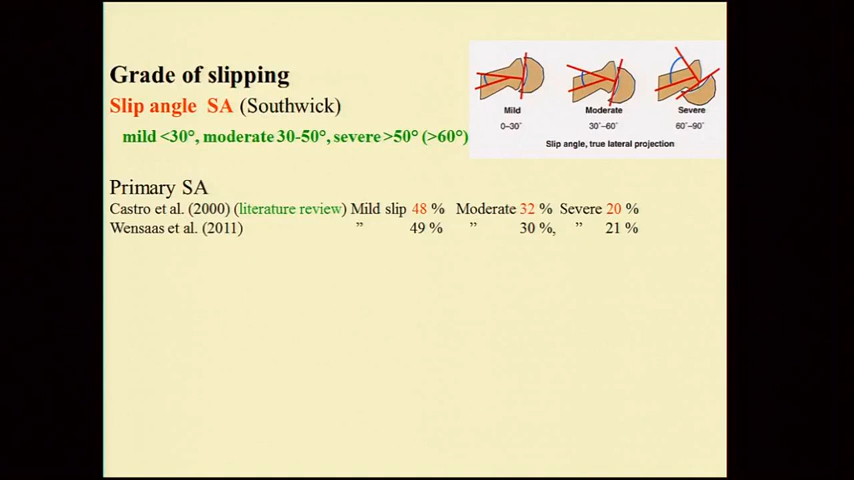 Grade of slipping
Slip angle SA (Southwick)
mild <30°, moderate 30-50°, severe >50° (>60°)
Mild Moderate Severe
0–30° 30°–60° 60°–90°
Slip angle, true lateral projection
Primary SA
Castro et al. (2000) (literature review) Mild slip 48 % Moderate 32 % Severe 20 %
Wensaas et al. (2011) ” 49 % ” 30 %, ” 21 %